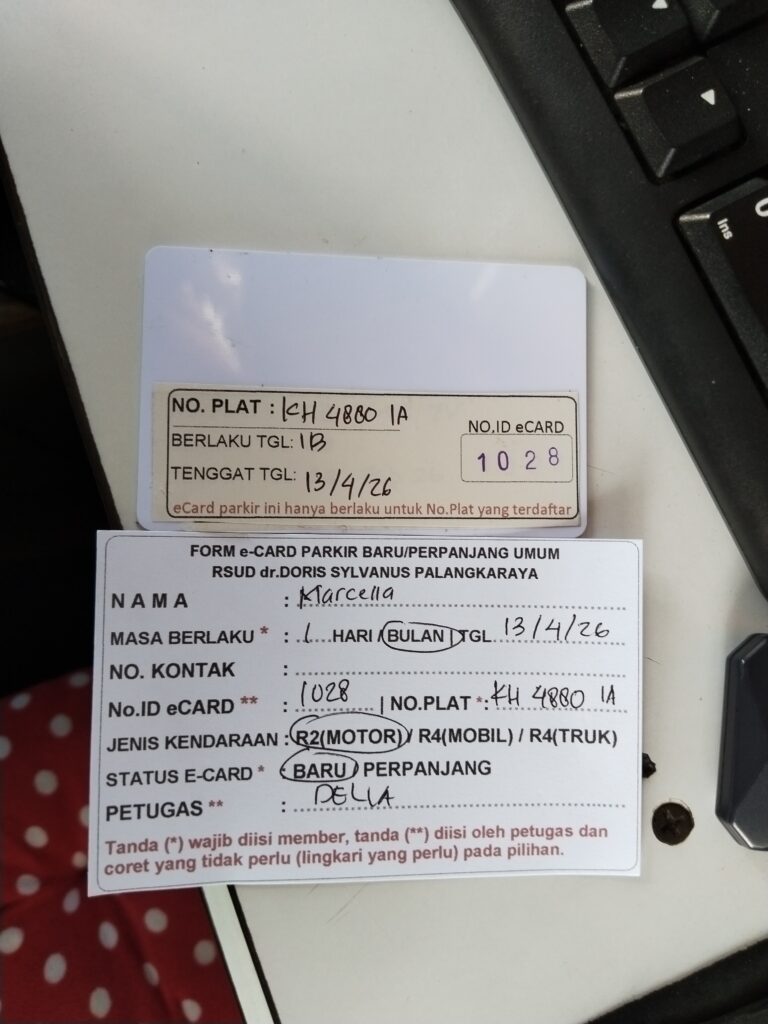 Ins
NO. PLAT : KH 4880 IA
BERLAKU TGL: 1B
TENGGAT TGL: 13/4/26
NO,ID eCARD
1028
eCard parkir ini hanya berlaku untuk No.Plat yang terdaftar
FORM e-CARD PARKIR BARU/PERPANJANG UMUM
RSUD dr.DORIS SYLVANUS PALANGKARAYA
NAMA : Marcella
MASA BERLAKU * : 1 HARI / BULAN | TGL 13/4/26
NO. KONTAK :
No.ID eCARD ** : 1028 | NO.PLAT *: KH 4880 IA
JENIS KENDARAAN : R2(MOTOR) / R4(MOBIL) / R4(TRUK)
STATUS E-CARD * : BARU / PERPANJANG
PETUGAS ** : DELLA
Tanda (*) wajib diisi member, tanda (**) diisi oleh petugas dan
coret yang tidak perlu (lingkari yang perlu) pada pilihan.